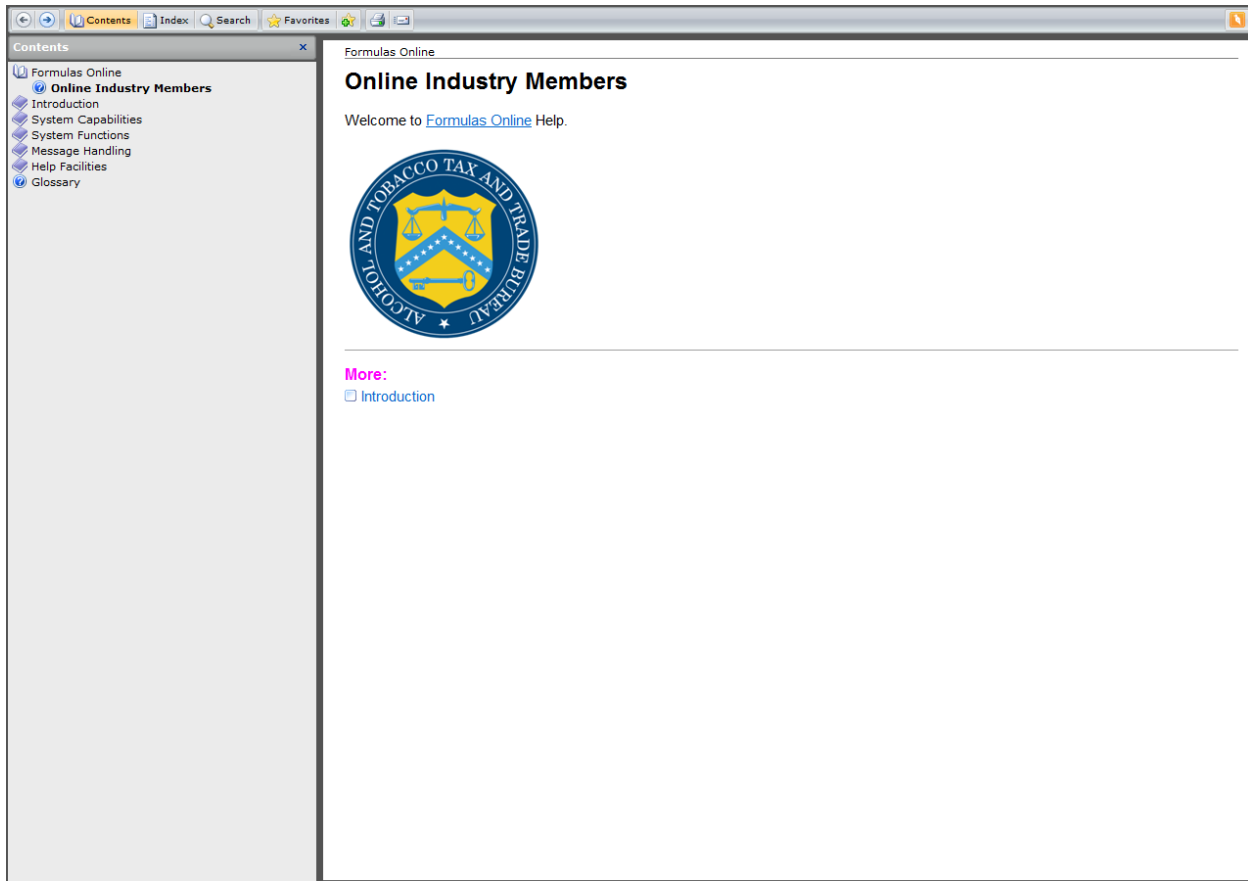 Contents Index Search Favorites
Contents
Formulas Online
Online Industry Members
Introduction
System Capabilities
System Functions
Message Handling
Help Facilities
Glossary
Formulas Online
Online Industry Members
Welcome to Formulas Online Help.
ALCOHOL AND TOBACCO TAX AND TRADE BUREAU
More:
Introduction